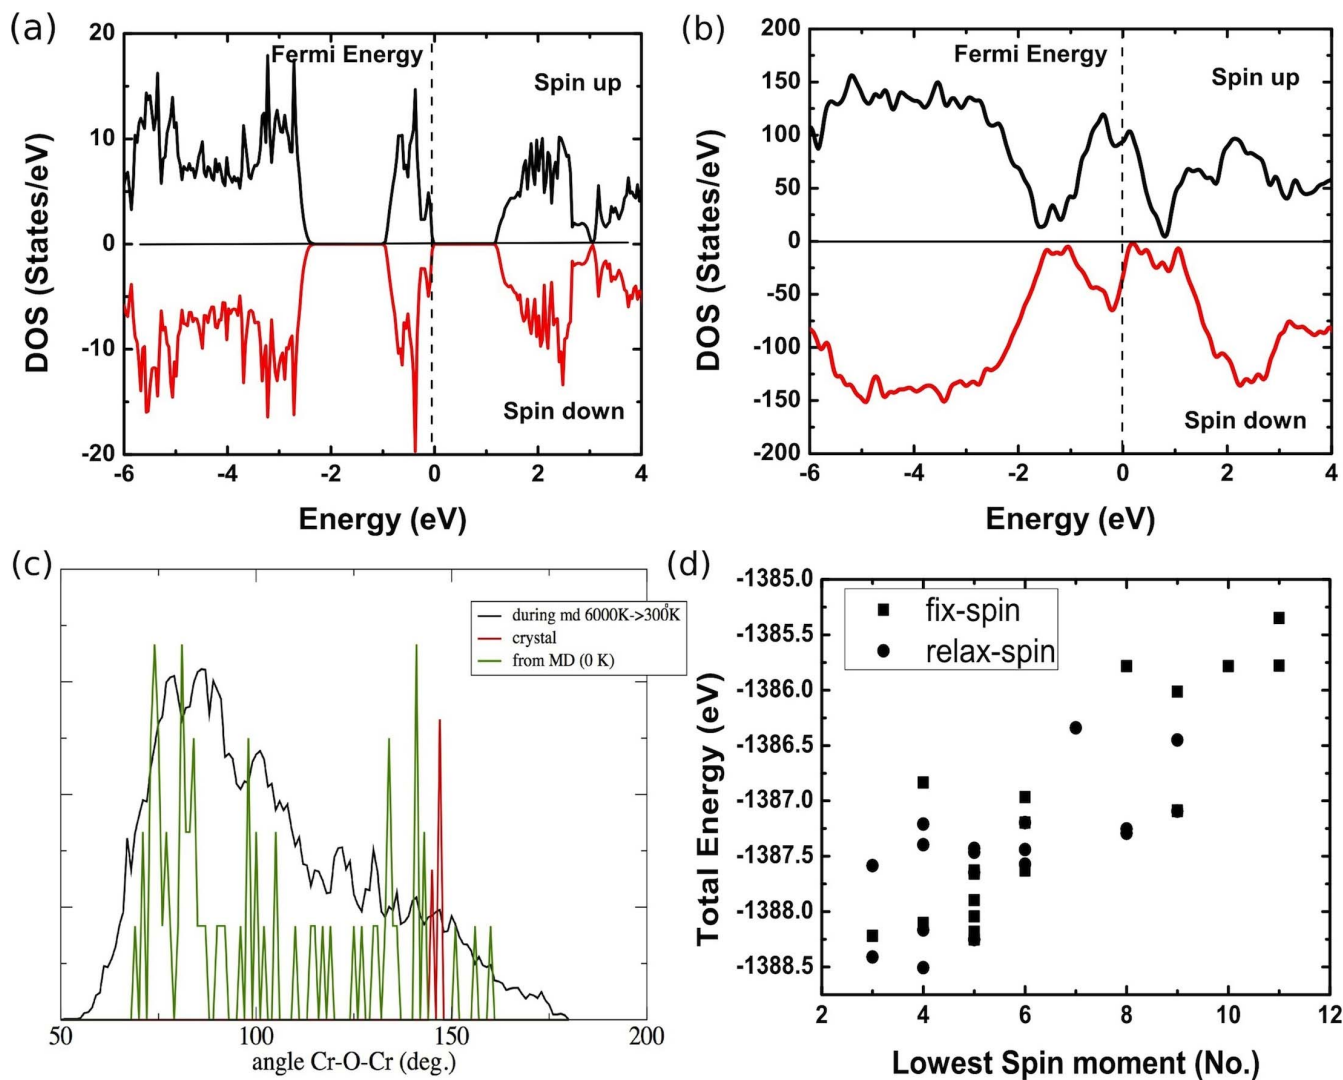 (a)
20
10
0
-10
-20
DOS (States/eV)
Fermi Energy
Spin up
Spin down
-6 -4 -2 0 2 4
Energy (eV)
(b)
200
150
100
50
0
-50
-100
-150
-200
DOS (States/eV)
Fermi Energy
Spin up
Spin down
-6 -4 -2 0 2 4
Energy (eV)
(c)
during md 6000K->300°K
crystal
from MD (0 K)
50 100 150 200
angle Cr-O-Cr (deg.)
(d)
-1385.0
-1385.5
-1386.0
-1386.5
-1387.0
-1387.5
-1388.0
-1388.5
Total Energy (eV)
fix-spin
relax-spin
2 4 6 8 10 12
Lowest Spin moment (No.)